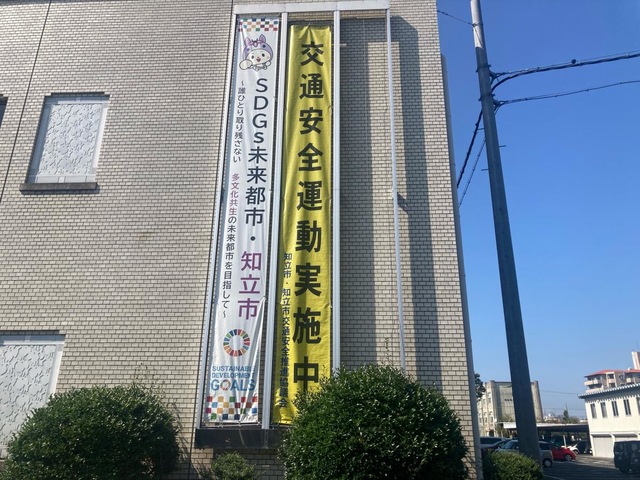 交通安全運動実施中
知立市・知立市交通安全推進協議会
SDGs未来都市・知立市
～誰ひとり取り残さない 多文化共生の未来都市を目指して～
SUSTAINABLE
DEVELOPMENT
GOALS